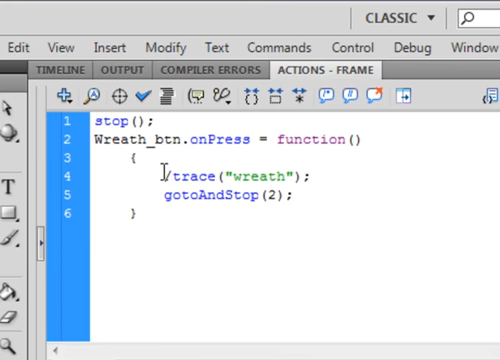 CLASSIC
Edit View Insert Modify Text Commands Control Debug Window
TIMELINE OUTPUT COMPILER ERRORS ACTIONS - FRAME
1 stop();
2 Wreath_btn.onPress = function()
3 {
4 /trace("wreath");
5 gotoAndStop(2);
6 }